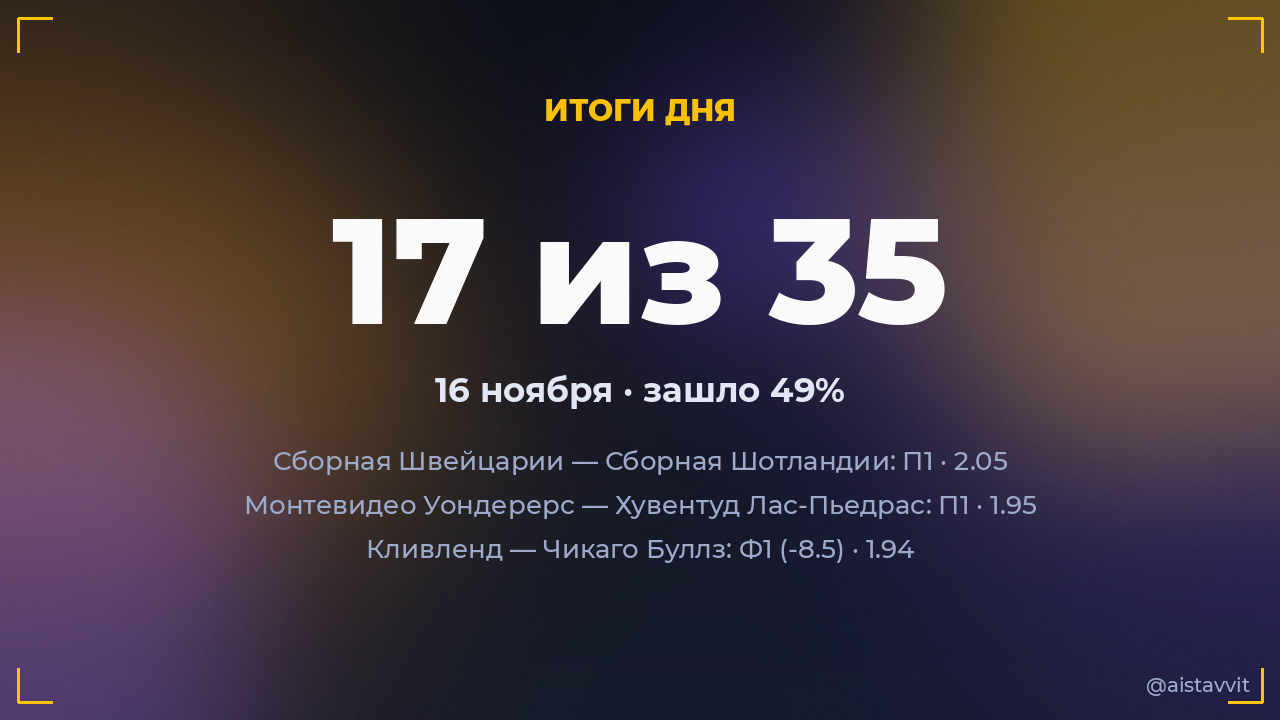 ИТОГИ ДНЯ
17 из 35
16 ноября · зашло 49%
Сборная Швейцарии — Сборная Шотландии: П1 · 2.05
Монтевидео Уондерерс — Хувентуд Лас-Пьедрас: П1 · 1.95
Кливленд — Чикаго Буллз: Ф1 (-8.5) · 1.94
@aistavvit